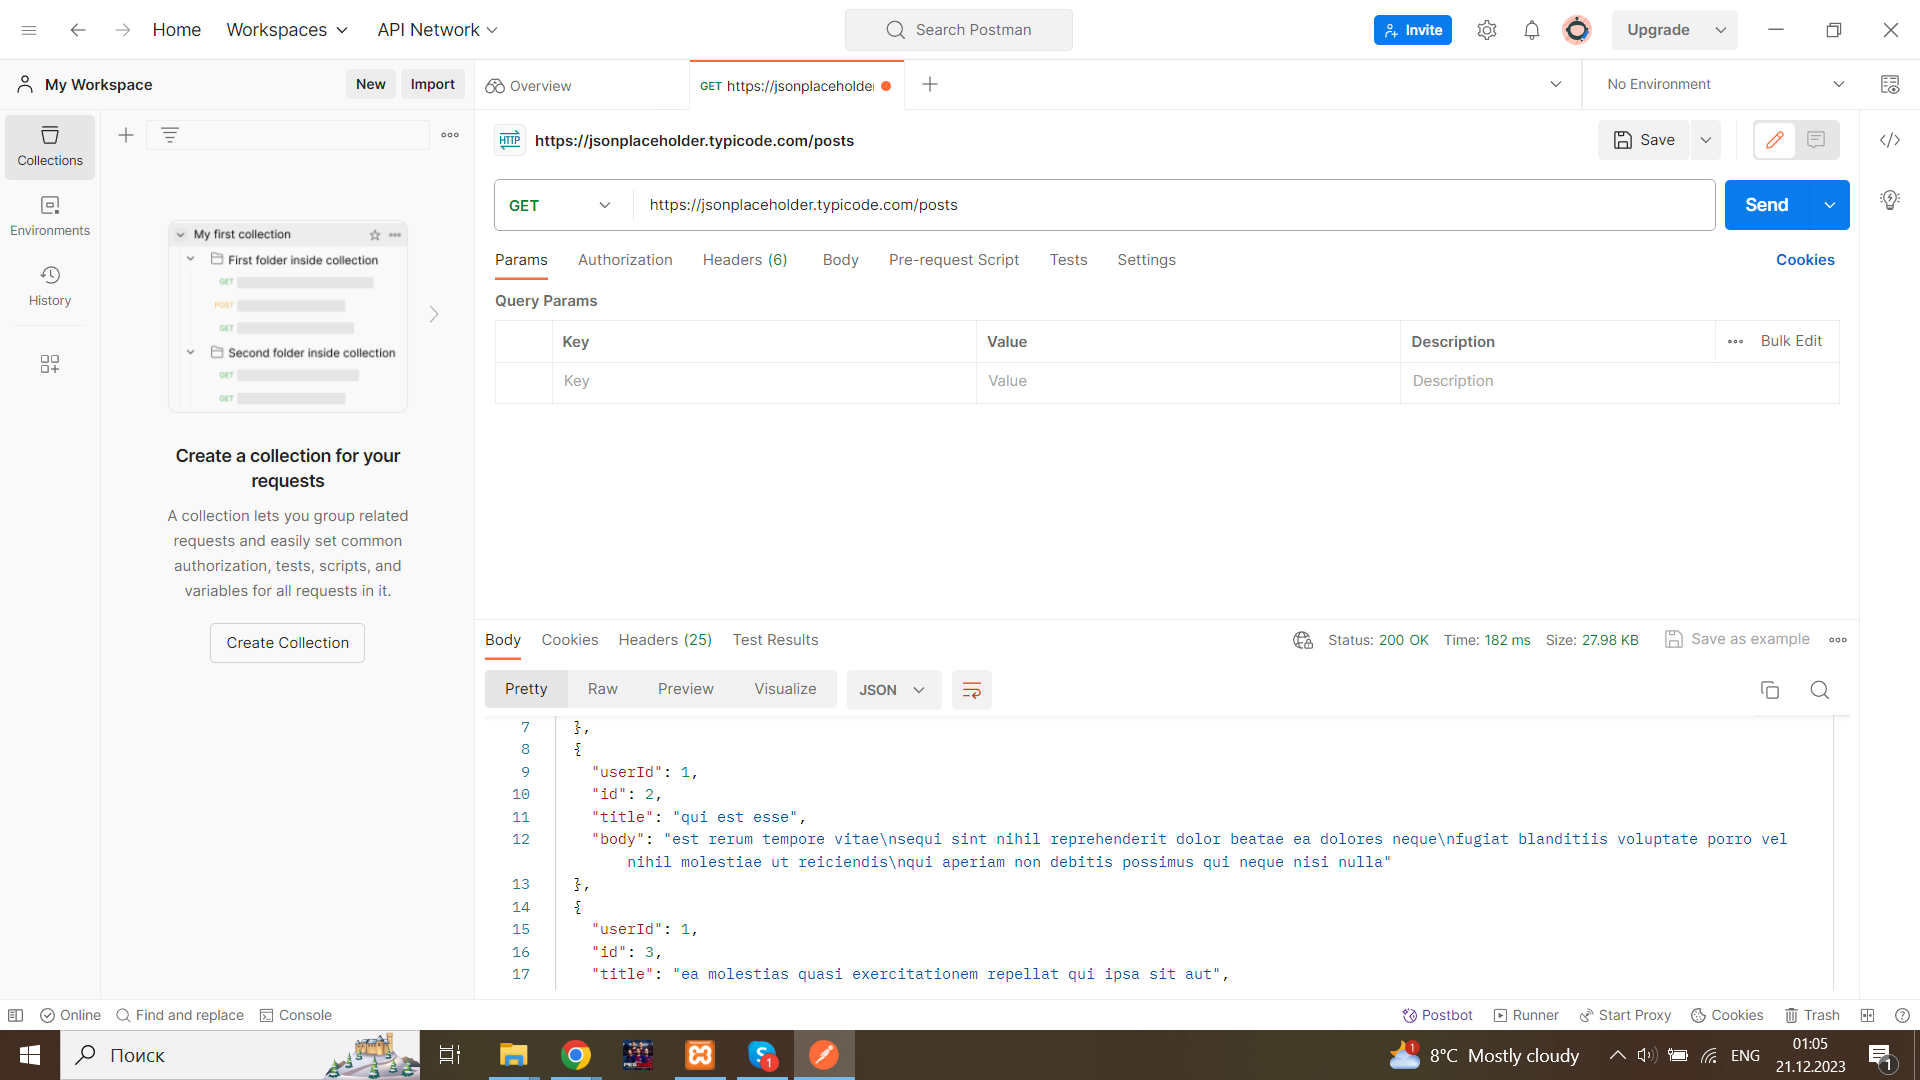 Home
Workspaces
API Network
Search Postman
Invite
Upgrade
My Workspace
New
Import
Overview
GET https://jsonplaceholder
No Environment
Collections
Environments
History
My first collection
First folder inside collection
GET
POST
GET
Second folder inside collection
GET
GET
Create a collection for your
requests
A collection lets you group related
requests and easily set common
authorization, tests, scripts, and
variables for all requests in it.
Create Collection
HTTP https://jsonplaceholder.typicode.com/posts
Save
GET https://jsonplaceholder.typicode.com/posts
Send
Params Authorization Headers (6) Body Pre-request Script Tests Settings
Cookies
Query Params
Key Value Description Bulk Edit
Key Value Description
Body Cookies Headers (25) Test Results
Status: 200 OK Time: 182 ms Size: 27.98 KB Save as example
Pretty Raw Preview Visualize JSON
7 },
8 {
9 "userId": 1,
10 "id": 2,
11 "title": "qui est esse",
12 "body": "est rerum tempore vitae\nsequi sint nihil reprehenderit dolor beatae ea dolores neque\nfugiat blanditiis voluptate porro vel
nihil molestiae ut reiciendis\nqui aperiam non debitis possimus qui neque nisi nulla"
13 },
14 {
15 "userId": 1,
16 "id": 3,
17 "title": "ea molestias quasi exercitationem repellat qui ipsa sit aut",
Online Find and replace Console
Postbot Runner Start Proxy Cookies Trash
Поиск
1
1
8°C Mostly cloudy
ENG
01:05
21.12.2023
1